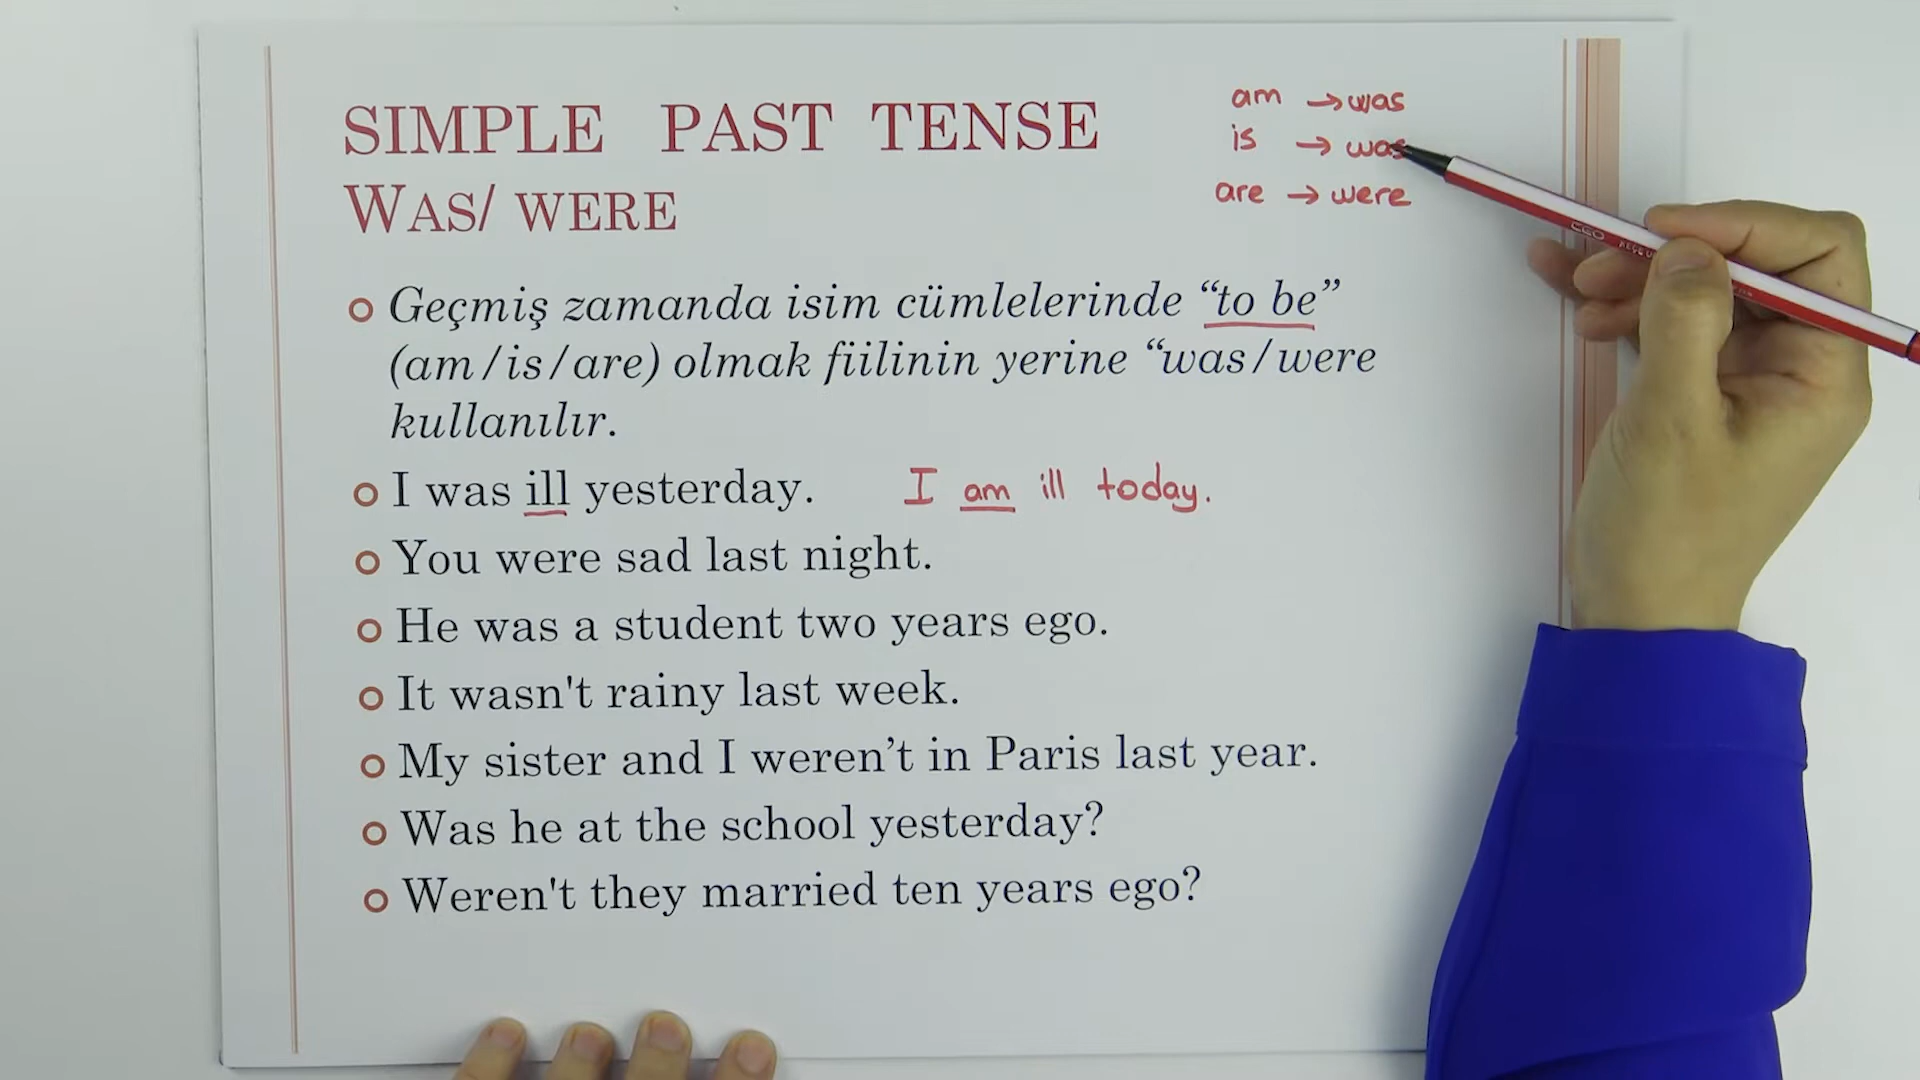 SIMPLE PAST TENSE
WAS/ WERE
am → was
is → was
are → were
Geçmiş zamanda isim cümlelerinde “to be”
(am/is/are) olmak fiilinin yerine “was/were
kullanılır.
I was ill yesterday. I am ill today.
You were sad last night.
He was a student two years ego.
It wasn't rainy last week.
My sister and I weren’t in Paris last year.
Was he at the school yesterday?
Weren't they married ten years ego?